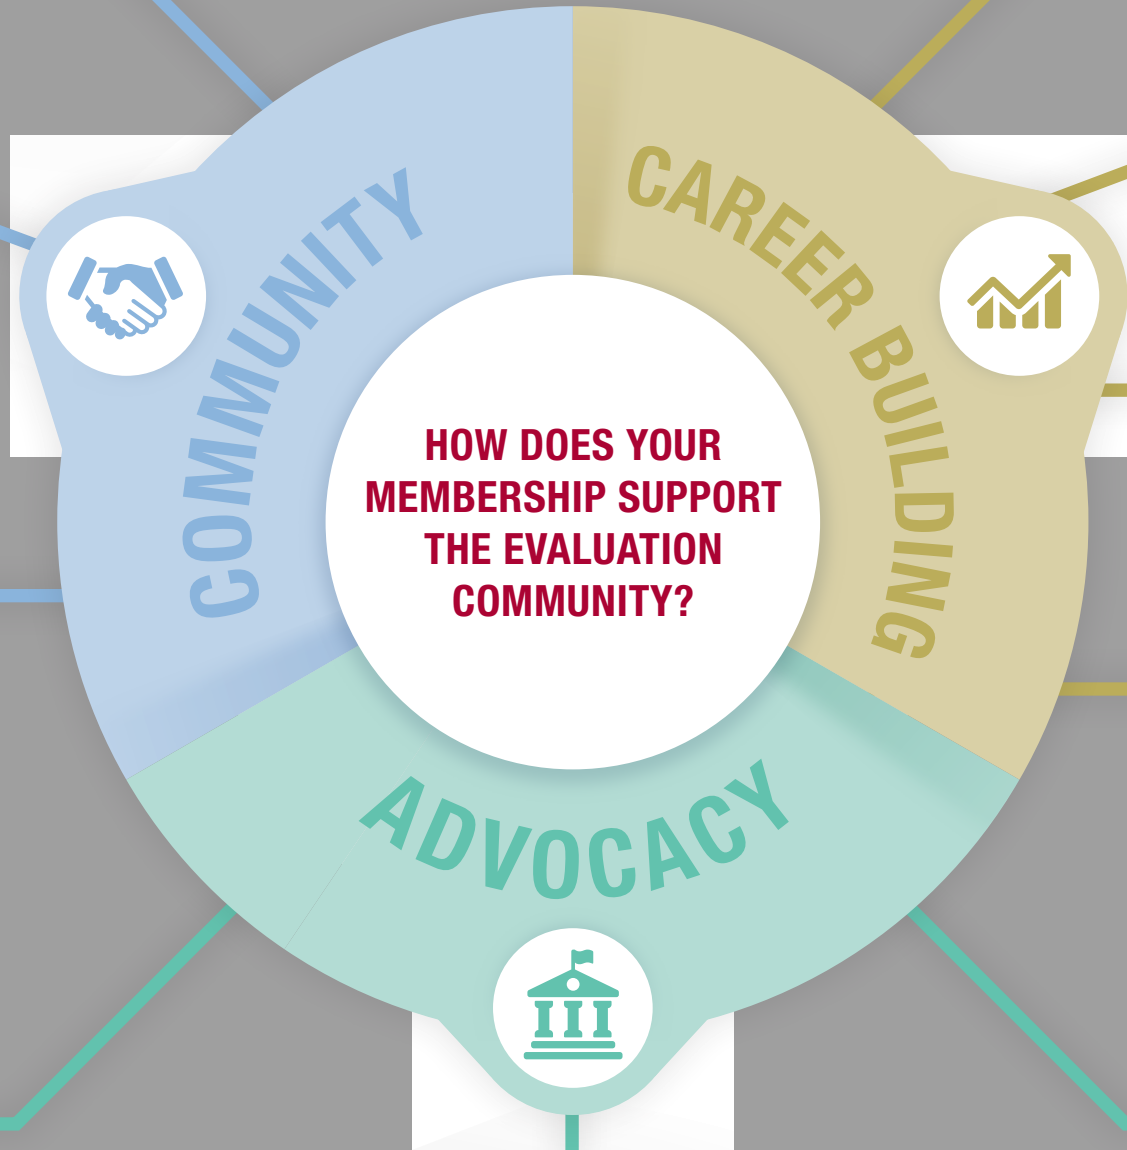 COMMUNITY
CAREER BUILDING
HOW DOES YOUR
MEMBERSHIP SUPPORT
THE EVALUATION
COMMUNITY?
ADVOCACY